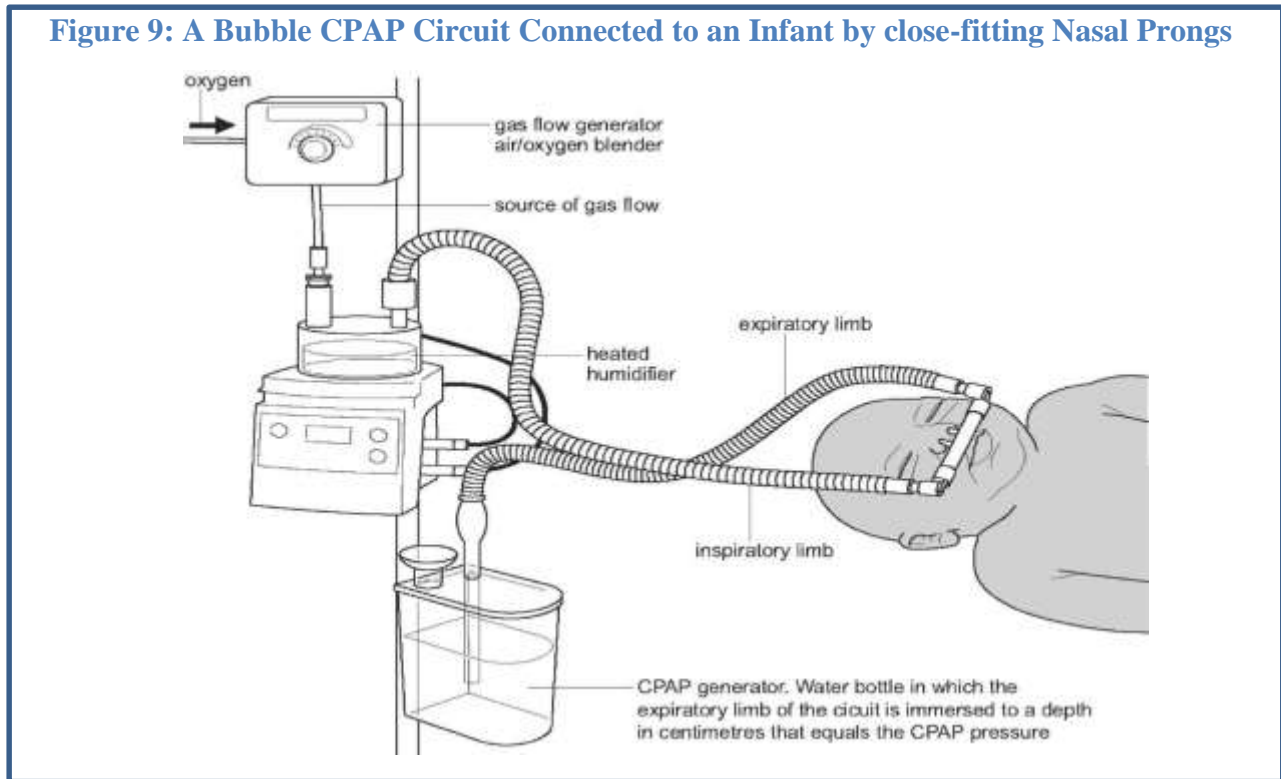 Figure 9: A Bubble CPAP Circuit Connected to an Infant by close-fitting Nasal Prongs
oxygen
gas flow generator
air/oxygen blender
source of gas flow
expiratory limb
heated
humidifier
inspiratory limb
CPAP generator. Water bottle in which the
expiratory limb of the cicuit is immersed to a depth
in centimetres that equals the CPAP pressure